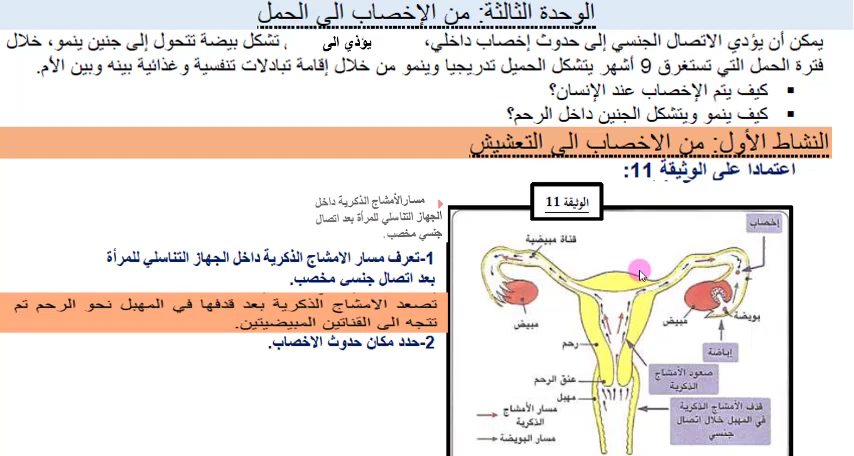 الوحدة الثالثة: من الإخصاب الى الحمل
يمكن أن يؤدي الاتصال الجنسي إلى حدوث إخصاب داخلي، يؤذي الى ، تشكل بيضة تتحول إلى جنين ينمو، خلال
فترة الحمل التي تستغرق 9 أشهر يتشكل الحميل تدريجيا وينمو من خلال إقامة تبادلات تنفسية وغذائية بينه وبين الأم.
▪ كيف يتم الإخصاب عند الإنسان؟
▪ كيف ينمو ويتشكل الجنين داخل الرحم؟
النشاط الأول: من الاخصاب الى التعشيش
اعتمادا على الوثيقة 11:
الوثيقة 11
مسارالأمشاج الذكرية داخل
الجهاز التناسلي للمرأة بعد اتصال
جنسي مخصب.
1-تعرف مسار الامشاج الذكرية داخل الجهاز التناسلي للمرأة
بعد اتصال جنسي مخصب.
تصعد الامشاج الذكرية بعد قدفها في المهبل نحو الرحم تم
تتجه الى القناتين المبيضيتين.
2-حدد مكان حدوث الاخصاب.
إخصاب
قناة مبيضية
مبيض
مبيض
بويضة
إباضة
رحم
صعود الأمشاج
الذكرية
عنق الرحم
مهبل
قذف الأمشاج الذكرية
في المهبل خلال اتصال
جنسي
مسار الأمشاج
الذكرية
مسار البويضة